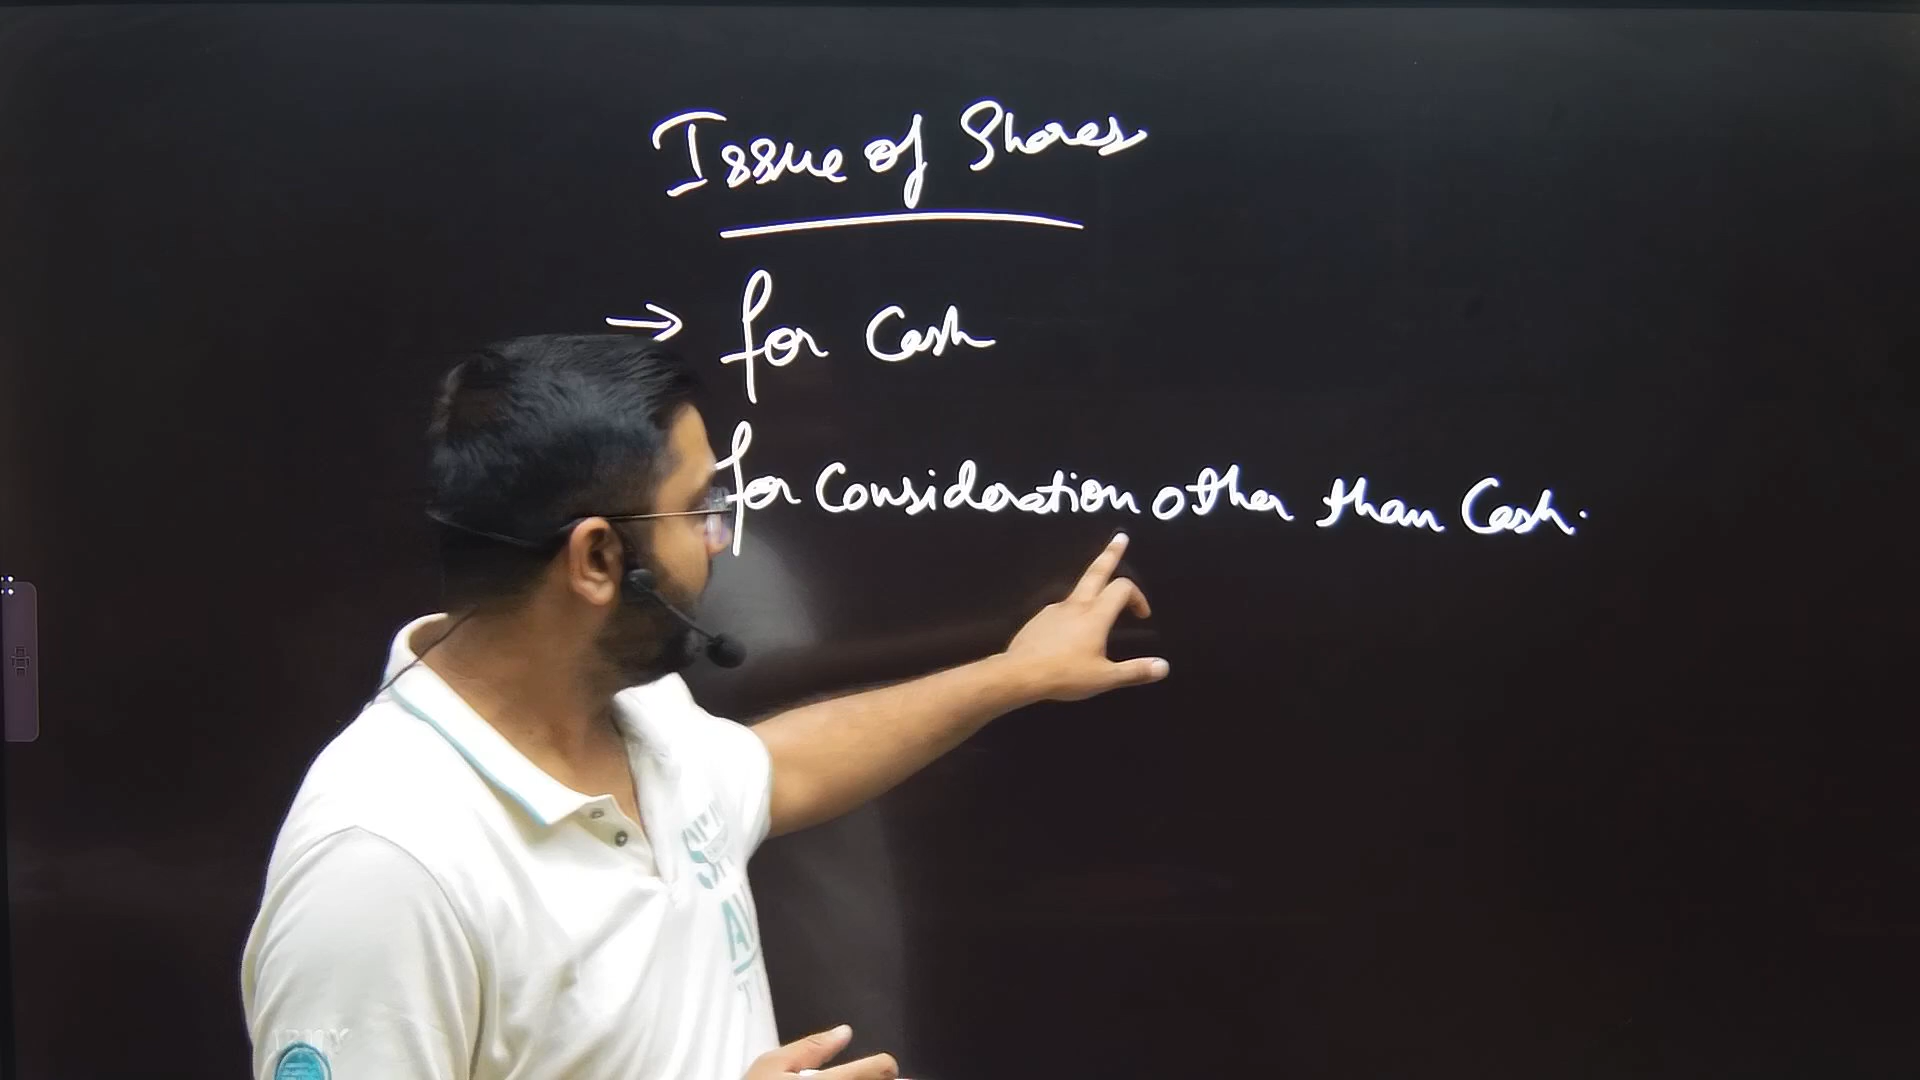 Issue of Shares
→ for Cash
for Consideration other than Cash.